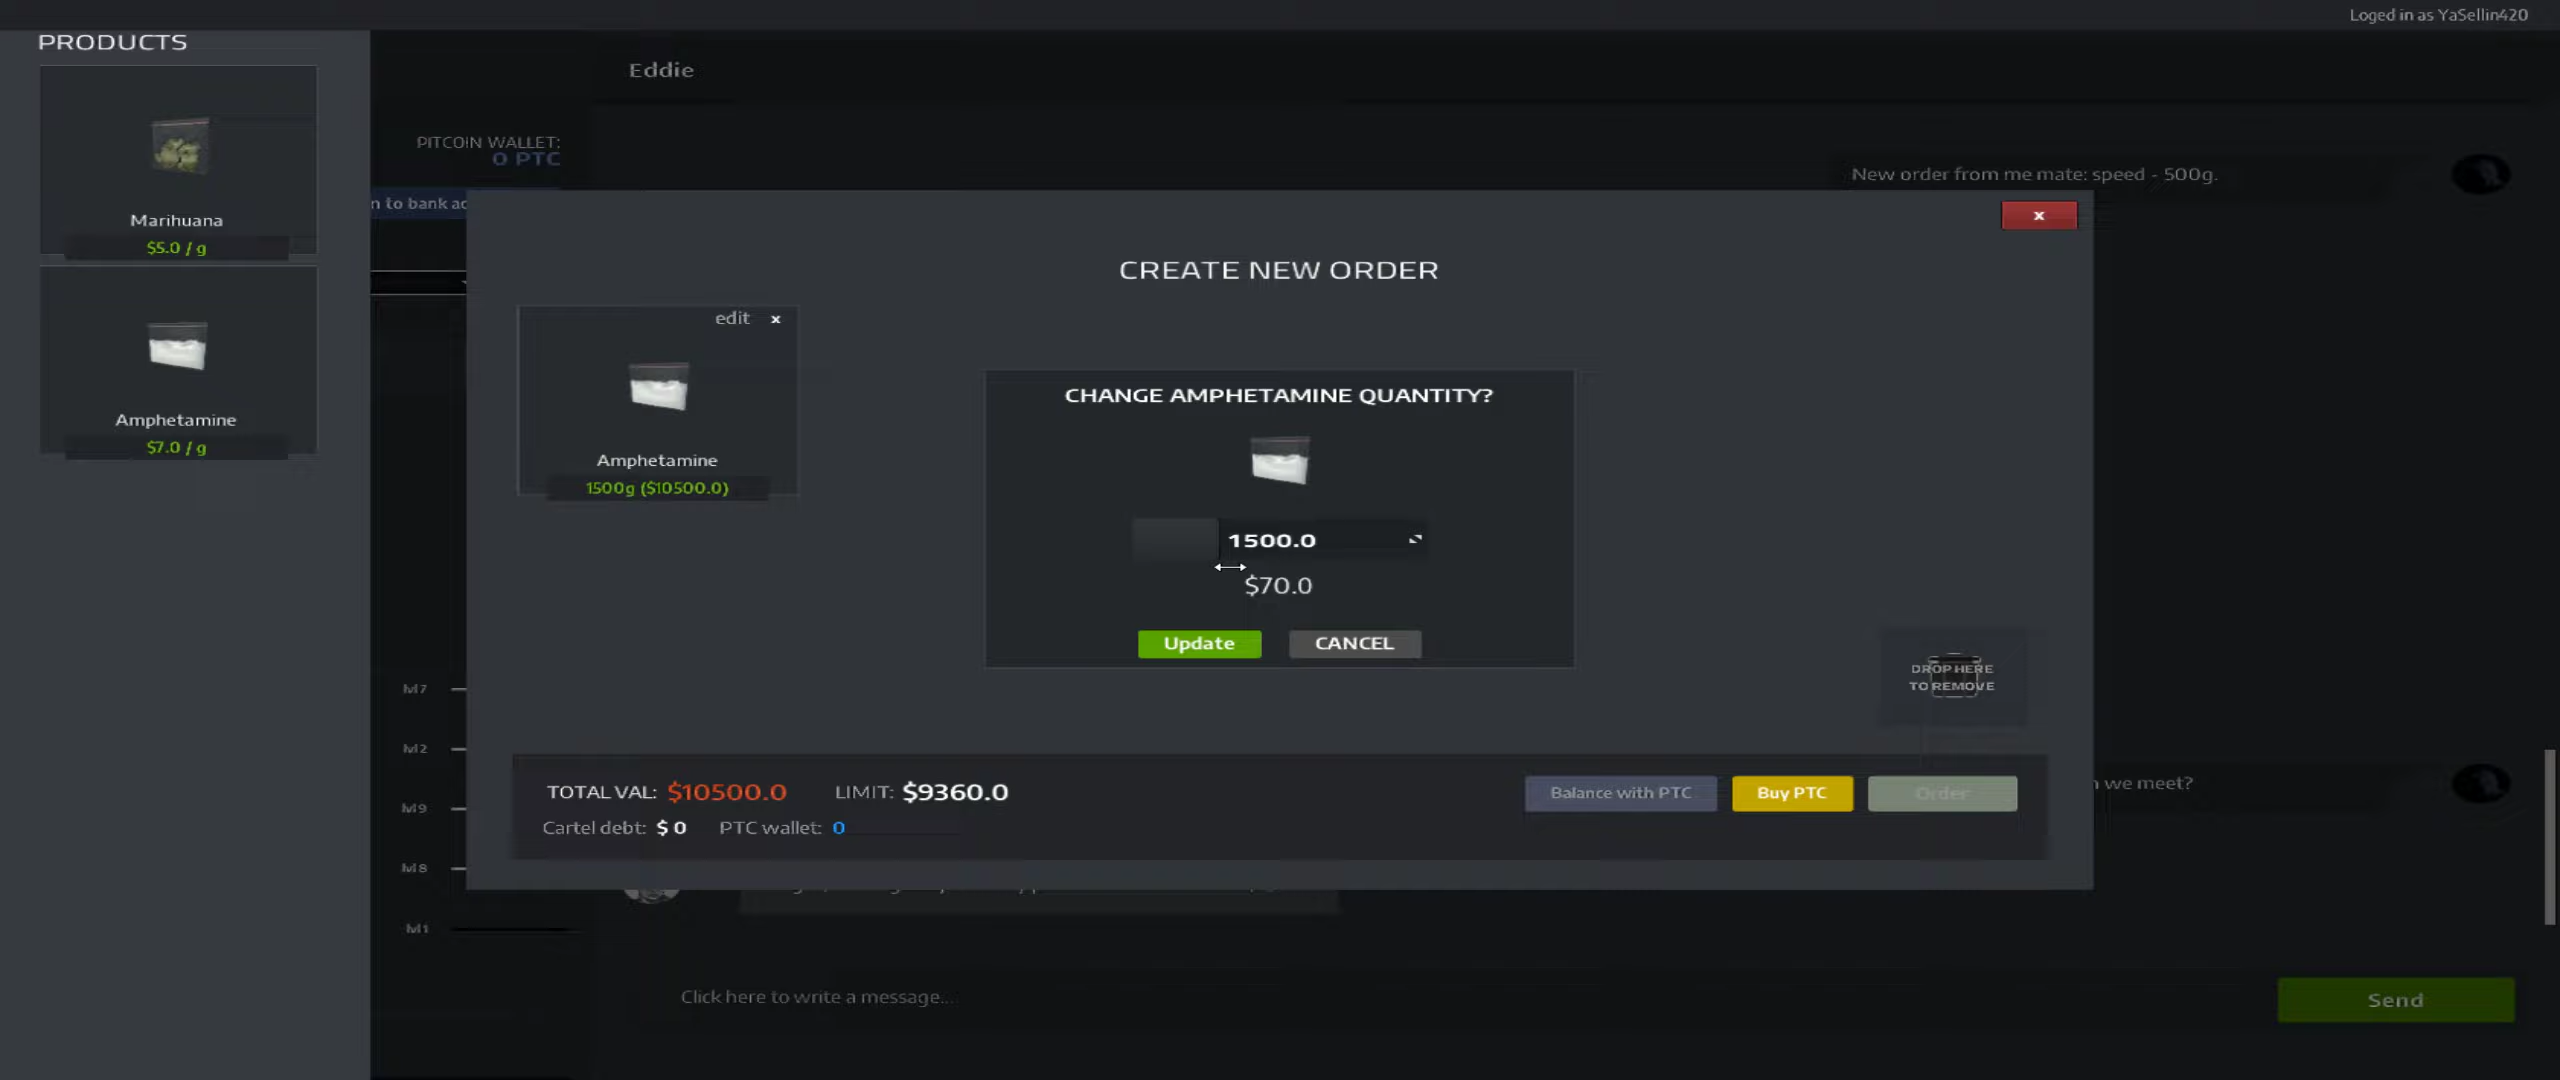 Loged in as YaSellin420
PRODUCTS
Marihuana
$5.0 / g
Amphetamine
$7.0 / g
Eddie
PITCOIN WALLET:
0 PTC
n to bank ac
New order from me mate: speed - 500g.
x
CREATE NEW ORDER
edit x
Amphetamine
1500g ($10500.0)
CHANGE AMPHETAMINE QUANTITY?
1500.0
$70.0
Update CANCEL
DROP HERE
TO REMOVE
M7
M2
M9
M8
M1
TOTAL VAL: $10500.0 LIMIT: $9360.0
Cartel debt: $ 0 PTC wallet: 0
Balance with PTC Buy PTC Order
we meet?
Click here to write a message...
Send